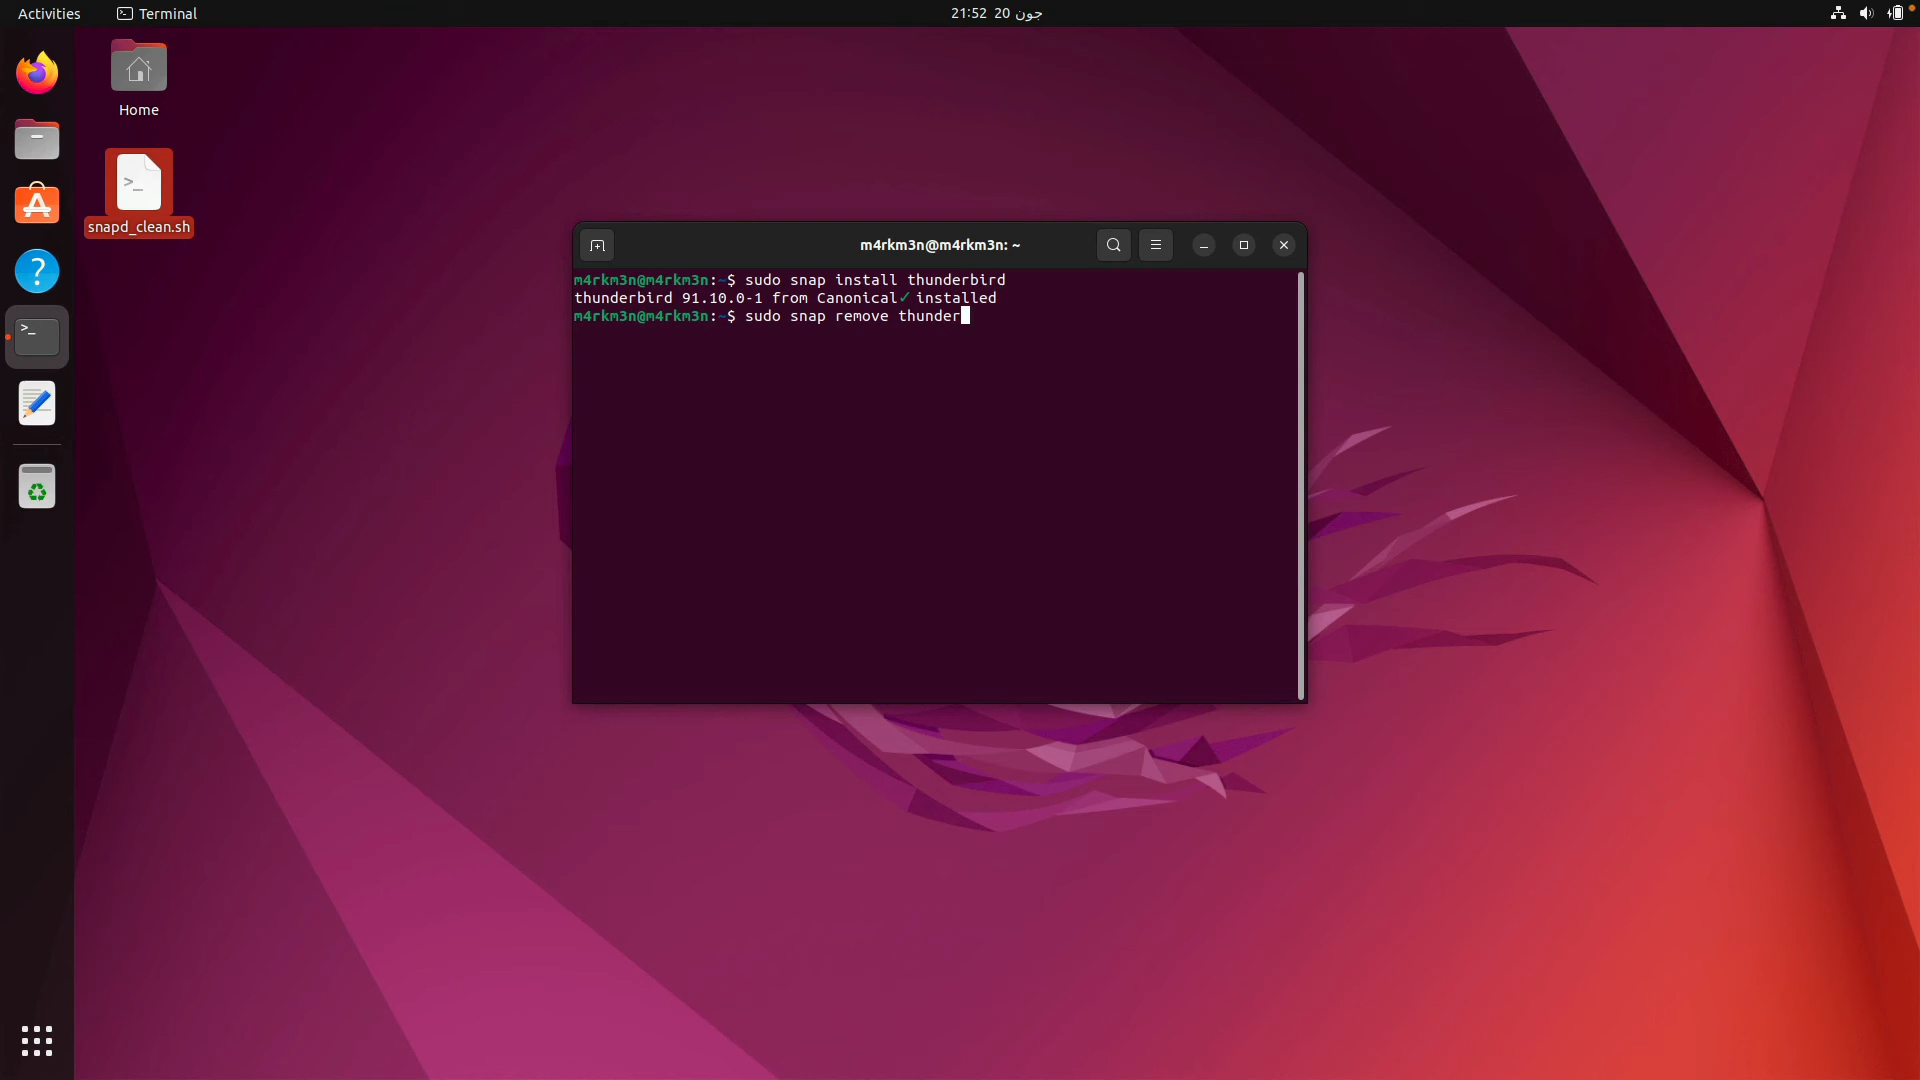 Activities
Terminal
21:52 20 جون
Home
snapd_clean.sh
m4rkm3n@m4rkm3n: ~
m4rkm3n@m4rkm3n:~$ sudo snap install thunderbird
thunderbird 91.10.0-1 from Canonical✓ installed
m4rkm3n@m4rkm3n:~$ sudo snap remove thunder